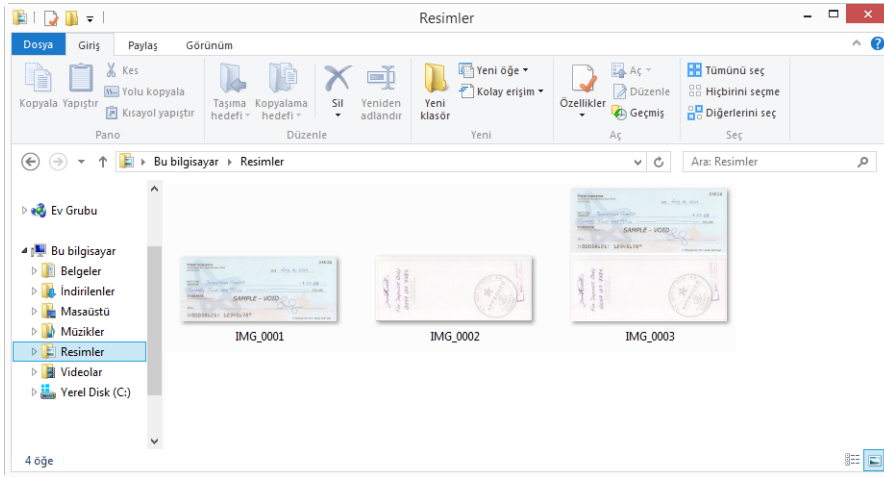 Resimler
Dosya Giriş Paylaş Görünüm
Kopyala Yapıştır
Kes
Yolu kopyala
Kısayol yapıştır
Pano
Taşıma hedefi
Kopyalama hedefi
Sil
Yeniden adlandır
Düzenle
Yeni klasör
Yeni öğe
Kolay erişim
Yeni
Özellikler
Aç
Düzenle
Geçmiş
Aç
Tümünü seç
Hiçbirini seçme
Diğerlerini seç
Seç
Bu bilgisayar Resimler
Ara: Resimler
Ev Grubu
Bu bilgisayar
Belgeler
İndirilenler
Masaüstü
Müzikler
Resimler
Videolar
Yerel Disk (C:)
SAMPLE - VOID
IMG_0001
IMG_0002
SAMPLE - VOID
For Deposit Only
IMG_0003
4 öğe